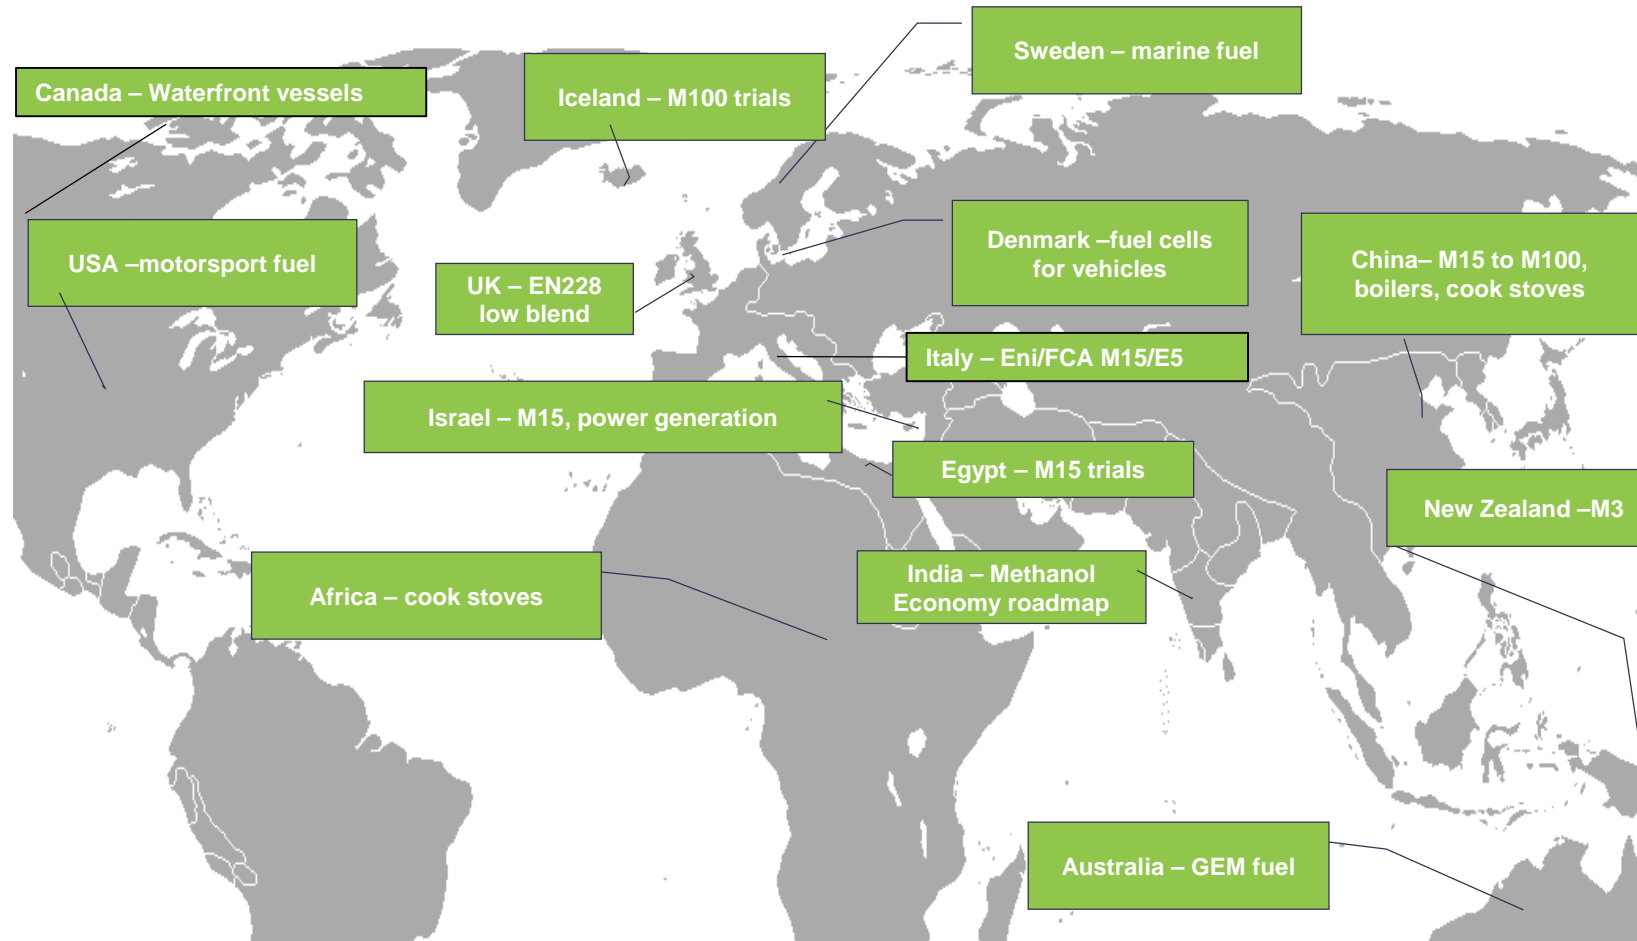 Sweden – marine fuel
Canada – Waterfront vessels
Iceland – M100 trials
USA –motorsport fuel
Denmark –fuel cells
for vehicles
China– M15 to M100,
boilers, cook stoves
UK – EN228
low blend
Italy – Eni/FCA M15/E5
Israel – M15, power generation
Egypt – M15 trials
New Zealand –M3
Africa – cook stoves
India – Methanol
Economy roadmap
Australia – GEM fuel